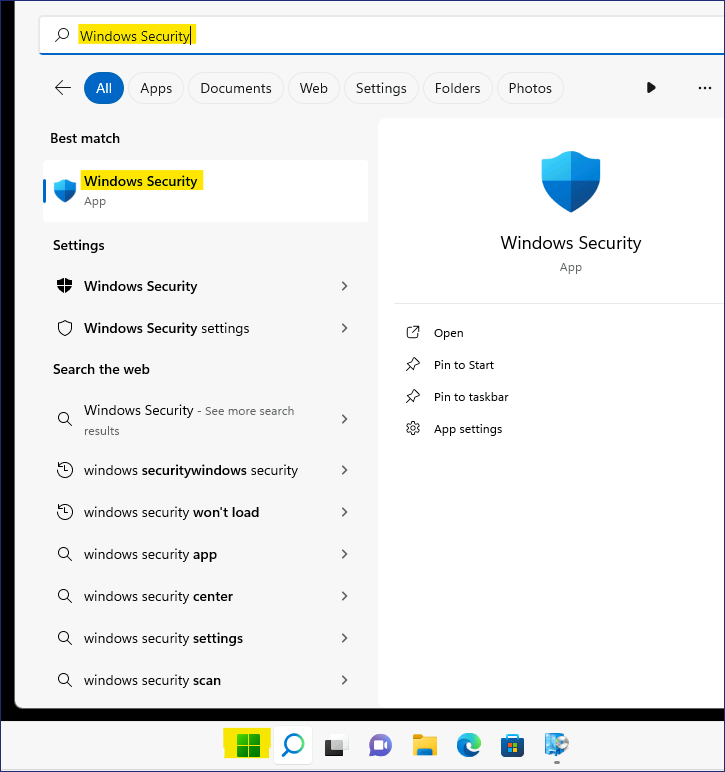 Windows Security
All Apps Documents Web Settings Folders Photos
Best match
Windows Security
App
Settings
Windows Security
Windows Security settings
Search the web
Windows Security - See more search
results
windows securitywindows security
windows security won't load
windows security app
windows security center
windows security settings
windows security scan
Windows Security
App
Open
Pin to Start
Pin to taskbar
App settings